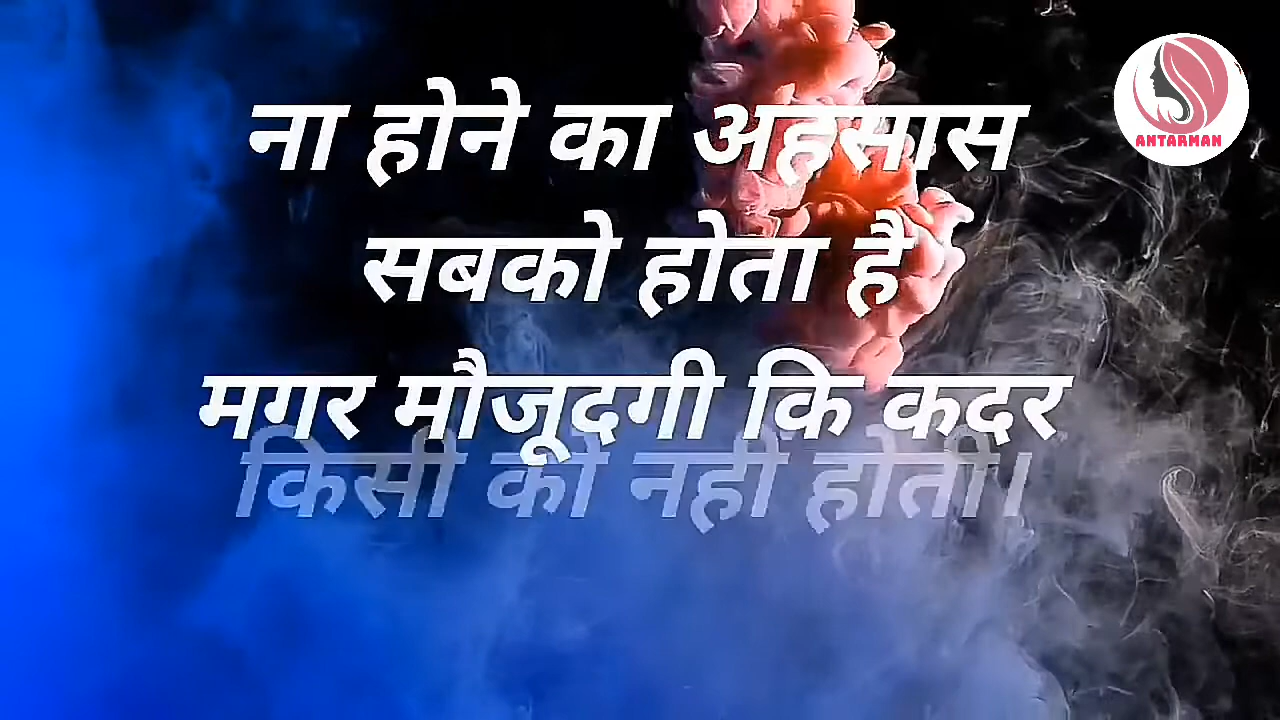 ना होने का अहसास
सबको होता है
मगर मौजूदगी कि कदर
किसी को नहीं होती।
ANTARMAN